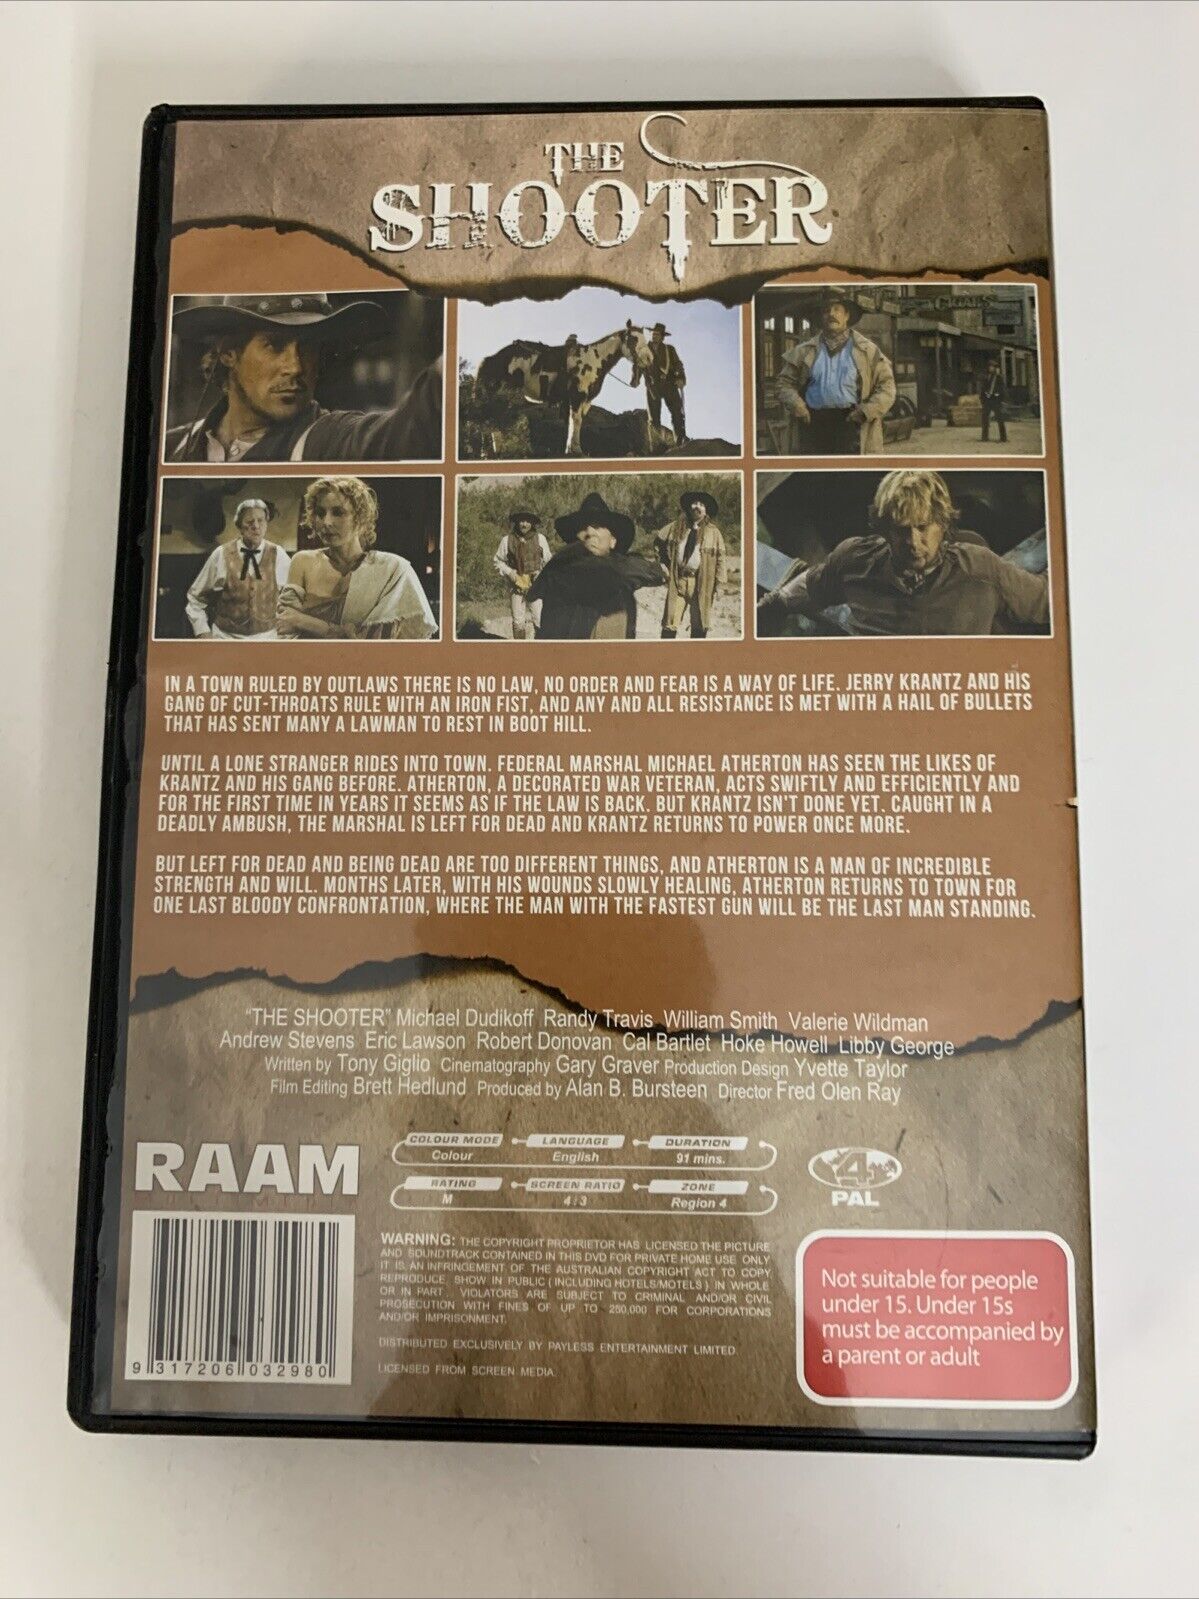 THE
SHOOTER
IN A TOWN RULED BY OUTLAWS THERE IS NO LAW, NO ORDER AND FEAR IS A WAY OF LIFE. JERRY KRANTZ AND HIS
GANG OF CUT-THROATS RULE WITH AN IRON FIST, AND ANY AND ALL RESISTANCE IS MET WITH A HAIL OF BULLETS
THAT HAS SENT MANY A LAWMAN TO REST IN BOOT HILL.
UNTIL A LONE STRANGER RIDES INTO TOWN. FEDERAL MARSHAL MICHAEL ATHERTON HAS SEEN THE LIKES OF
KRANTZ AND HIS GANG BEFORE. ATHERTON, A DECORATED WAR VETERAN, ACTS SWIFTLY AND EFFICIENTLY AND
FOR THE FIRST TIME IN YEARS IT SEEMS AS IF THE LAW IS BACK. BUT KRANTZ ISN'T DONE YET. CAUGHT IN A
DEADLY AMBUSH, THE MARSHAL IS LEFT FOR DEAD AND KRANTZ RETURNS TO POWER ONCE MORE.
BUT LEFT FOR DEAD AND BEING DEAD ARE TOO DIFFERENT THINGS, AND ATHERTON IS A MAN OF INCREDIBLE
STRENGTH AND WILL. MONTHS LATER, WITH HIS WOUNDS SLOWLY HEALING, ATHERTON RETURNS TO TOWN FOR
ONE LAST BLOODY CONFRONTATION, WHERE THE MAN WITH THE FASTEST GUN WILL BE THE LAST MAN STANDING.
"THE SHOOTER" Michael Dudikoff Randy Travis William Smith Valerie Wildman
Andrew Stevens Eric Lawson Robert Donovan Cal Bartlet Hoke Howell Libby George
Written by Tony Giglio Cinematography Gary Graver Production Design Yvette Taylor
Film Editing Brett Hedlund Produced by Alan B. Bursteen Director Fred Olen Ray
RAAM
COLOUR MODE LANGUAGE DURATION
Colour English 91 mins.
RATING SCREEN RATIO ZONE
M 4:3 Region 4
4
PAL
WARNING: THE COPYRIGHT PROPRIETOR HAS LICENSED THE PICTURE
AND SOUNDTRACK CONTAINED IN THIS DVD FOR PRIVATE HOME USE ONLY
IT IS AN INFRINGEMENT OF THE AUSTRALIAN COPYRIGHT ACT TO COPY
REPRODUCE, SHOW IN PUBLIC (INCLUDING HOTELS/MOTELS) IN WHOLE
OR IN PART. VIOLATORS ARE SUBJECT TO CRIMINAL AND/OR CIVIL
PROSECUTION WITH FINES OF UP TO 250,000 FOR CORPORATIONS
AND/OR IMPRISONMENT.
DISTRIBUTED EXCLUSIVELY BY PAYLESS ENTERTAINMENT LIMITED.
LICENSED FROM SCREEN MEDIA.
9 317206 032980
Not suitable for people
under 15. Under 15s
must be accompanied by
a parent or adult